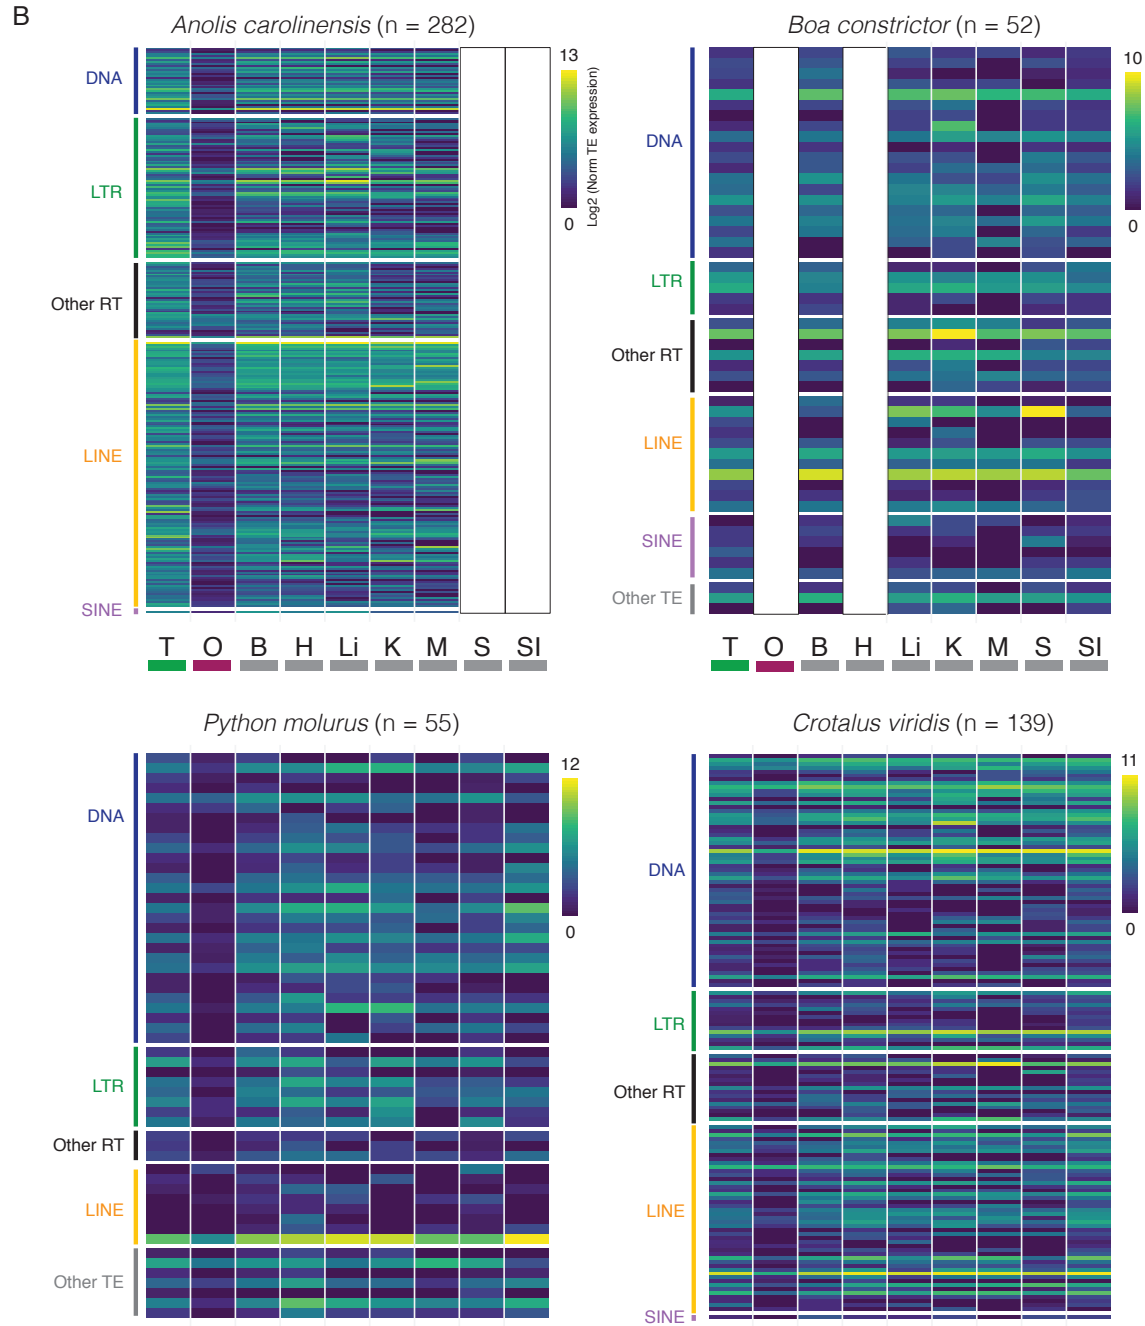 B
Anolis carolinensis (n = 282)
DNA
LTR
Other RT
LINE
SINE
13
0
Log2 (Norm TE expression)
T O B H Li K M S SI
Boa constrictor (n = 52)
DNA
LTR
Other RT
LINE
SINE
Other TE
10
0
T O B H Li K M S SI
Python molurus (n = 55)
DNA
LTR
Other RT
LINE
Other TE
12
0
Crotalus viridis (n = 139)
DNA
LTR
Other RT
LINE
SINE
11
0